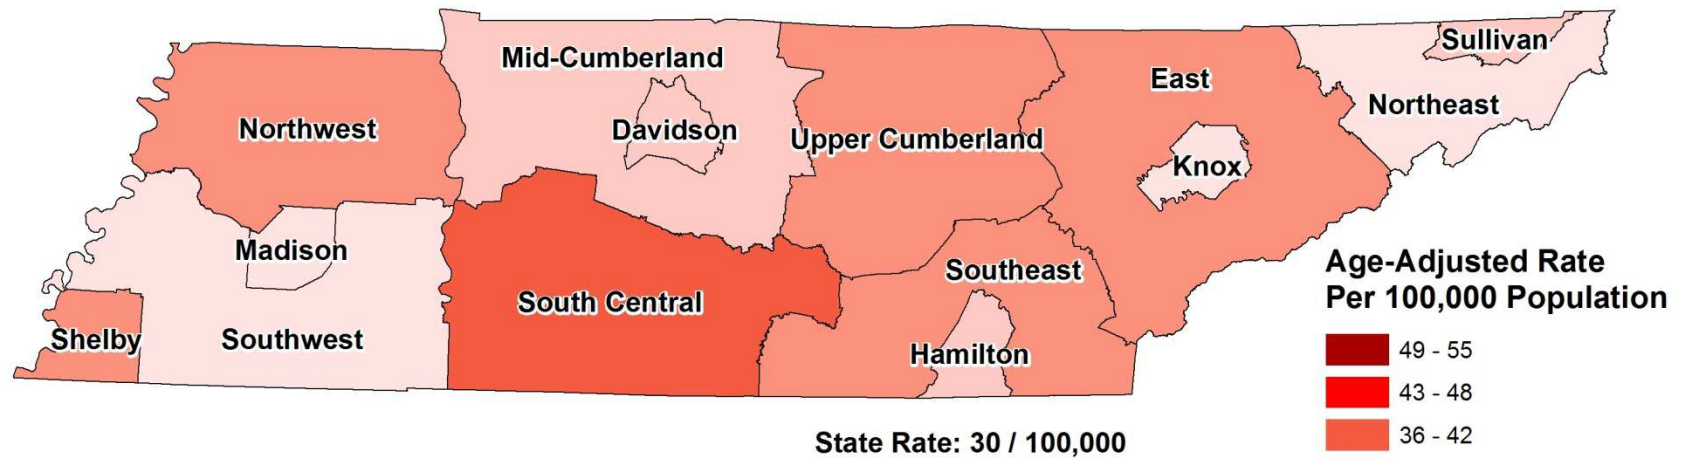 Mid-Cumberland
Sullivan
East
Northeast
Northwest
Davidson
Upper Cumberland
Knox
Madison
Southeast
South Central
Shelby
Southwest
Hamilton
Age-Adjusted Rate
Per 100,000 Population
49 - 55
43 - 48
36 - 42
State Rate: 30 / 100,000